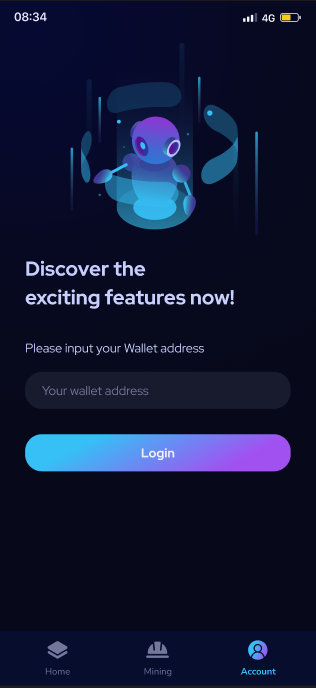 08:34
4G
Discover the
exciting features now!
Please input your Wallet address
Your wallet address
Login
Home
Mining
Account